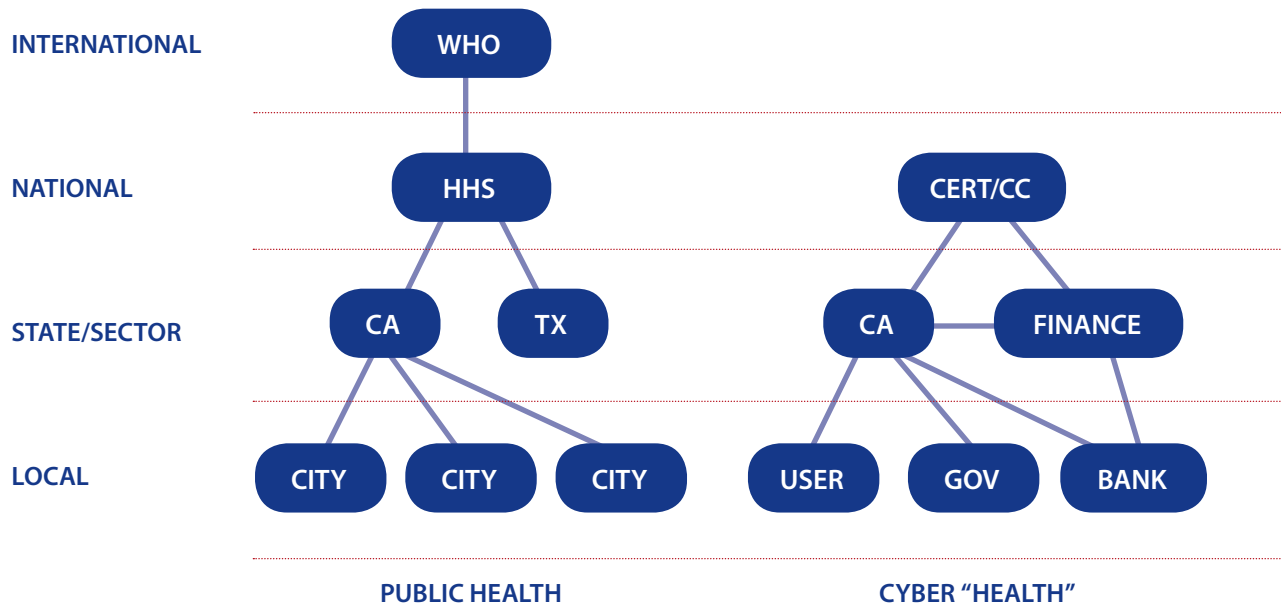 INTERNATIONAL
WHO
NATIONAL
HHS
CERT/CC
STATE/SECTOR
CA
TX
CA
FINANCE
LOCAL
CITY
CITY
CITY
USER
GOV
BANK
PUBLIC HEALTH
CYBER “HEALTH”